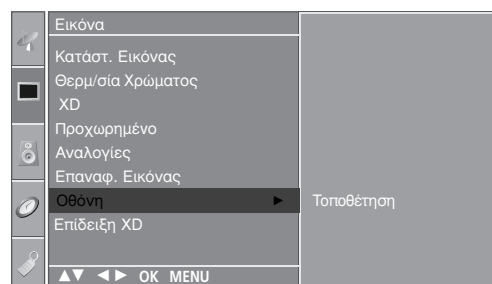 Εικόνα
Κατάστ. Εικόνας
Θερμ/σία Χρώματος
XD
Προχωρημένο
Αναλογίες
Επαναφ. Εικόνας
Οθόνη ► Τοποθέτηση
Επίδειξη XD
▲▼ ◄► OK MENU